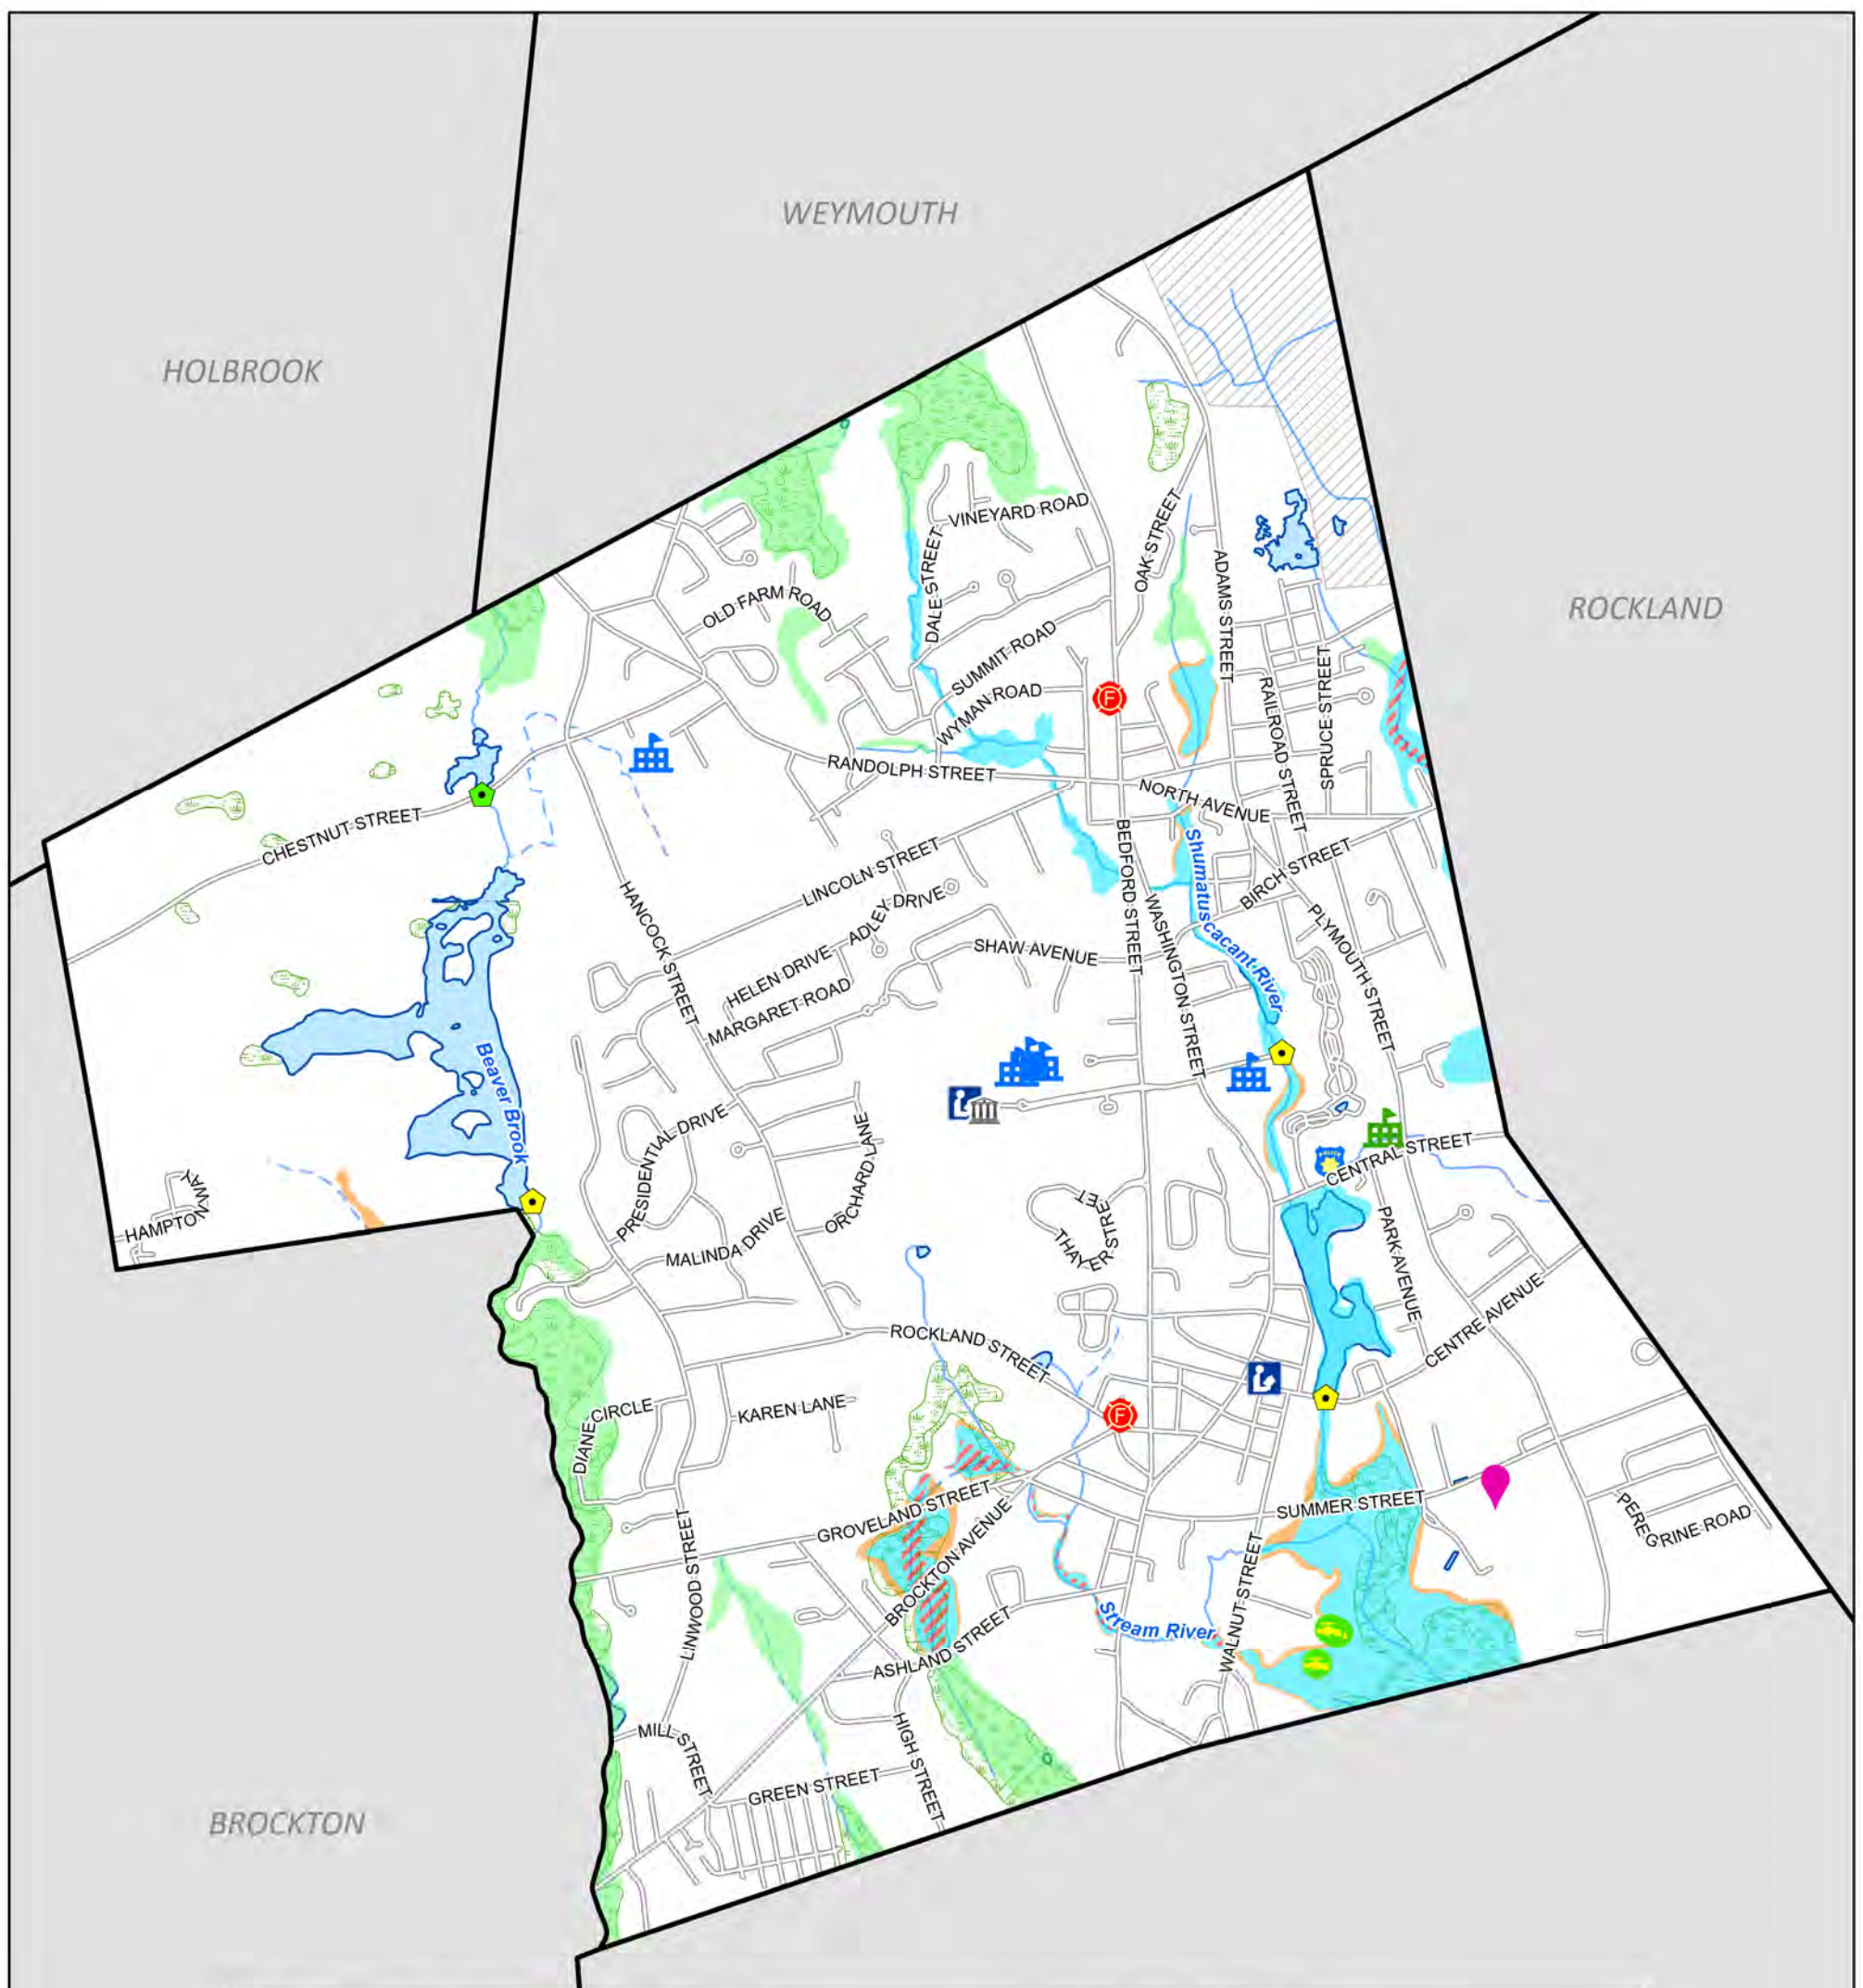 WEYMOUTH
HOLBROOK
ROCKLAND
VINEYARD ROAD
OAK STREET
DALE STREET
ADAMS STREET
OLD FARM ROAD
SUMMIT ROAD
WYMAN ROAD
F
RAILROAD STREET
SPRUCE STREET
RANDOLPH STREET
NORTH AVENUE
CHESTNUT STREET
BEDFORD STREET
Shumatuscacant River
LINCOLN STREET
BIRCH STREET
HANCOCK STREET
ADLEY DRIVE
WASHINGTON STREET
PLYMOUTH STREET
SHAW AVENUE
HELEN DRIVE
MARGARET ROAD
Beaver Brook
PRESIDENTIAL DRIVE
ORCHARD LANE
POLICE
CENTRAL STREET
HAMPTON WAY
THAYER STREET
MALINDA DRIVE
PARK AVENUE
CENTRE AVENUE
ROCKLAND STREET
DIANE CIRCLE
KAREN LANE
F
GROVELAND STREET
SUMMER STREET
PEREGRINE ROAD
BROCKTON AVENUE
LINWOOD STREET
WALNUT STREET
Stream River
ASHLAND STREET
MILL STREET
HIGH STREET
GREEN STREET
BROCKTON